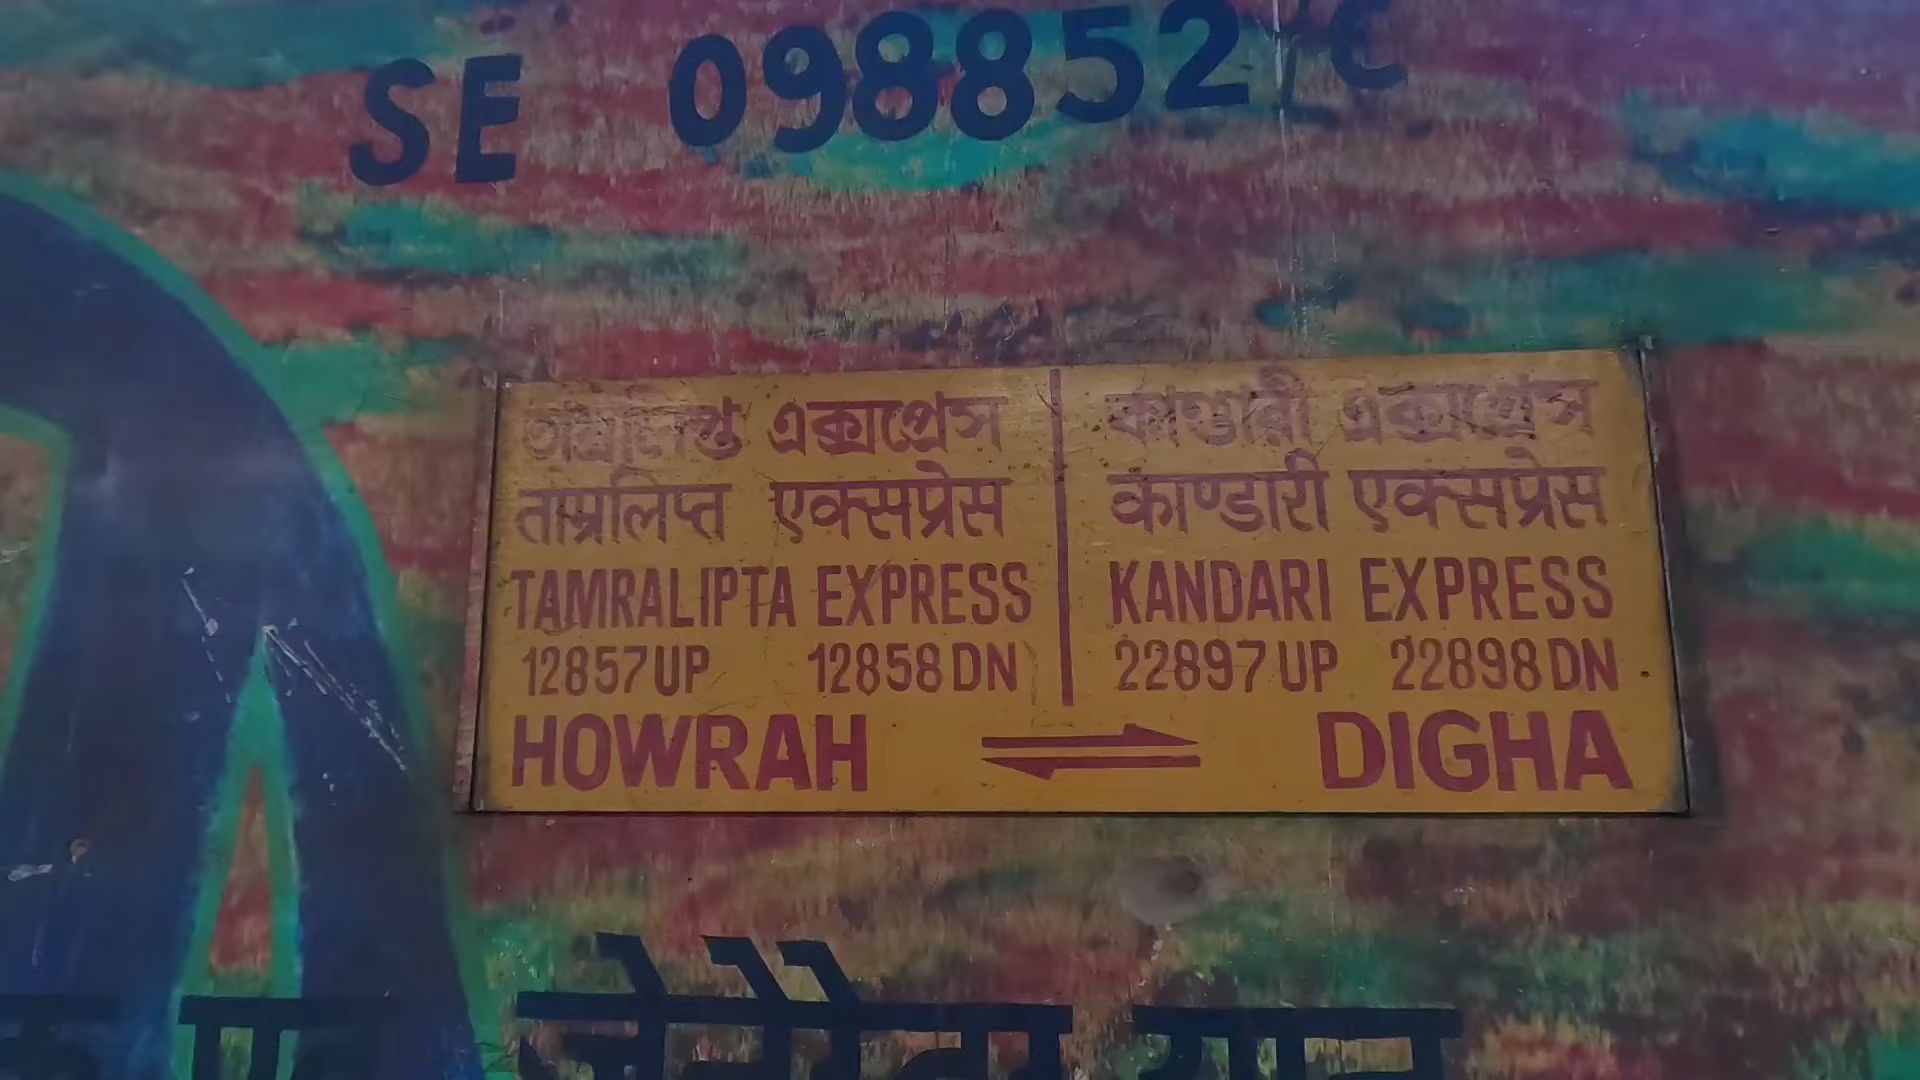 SE 098852 C
তাম্রলিপ্ত এক্সপ্রেস
ताम्रलिप्त एक्सप्रेस
TAMRALIPTA EXPRESS
12857 UP 12858 DN
কাণ্ডারী এক্সপ্রেস
काण्डारी एक्सप्रेस
KANDARI EXPRESS
22897 UP 22898 DN
HOWRAH DIGHA